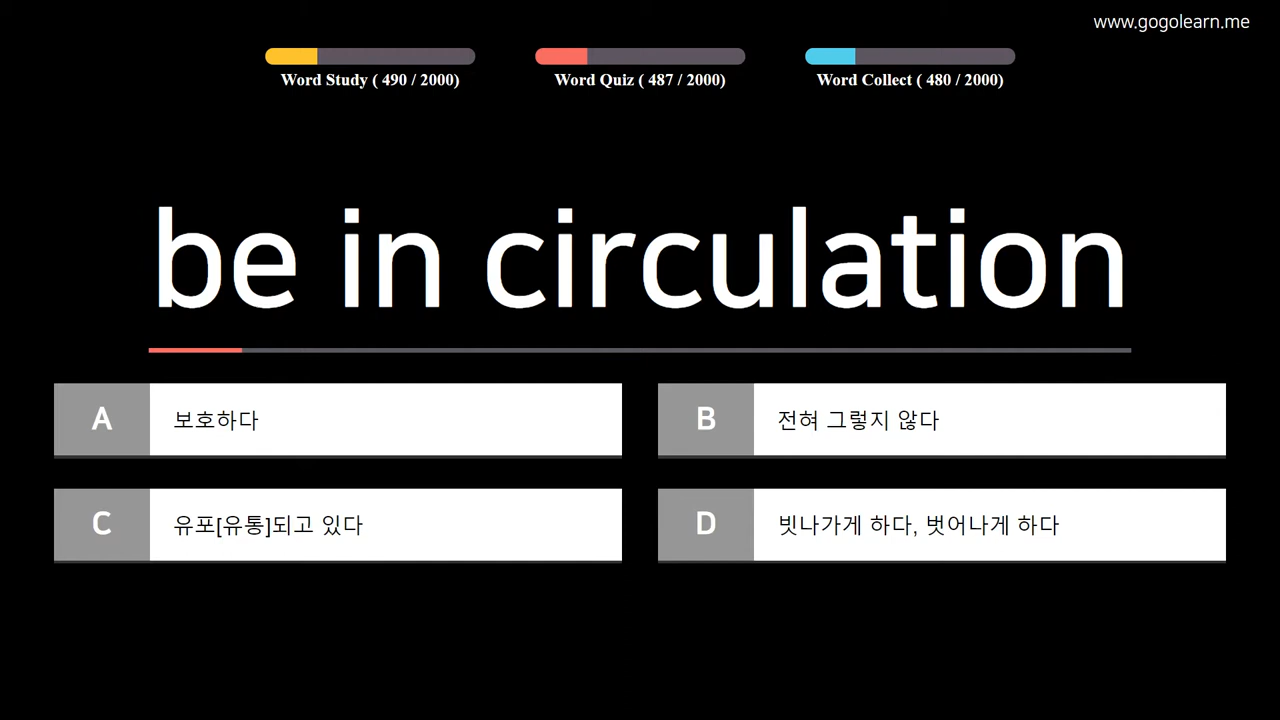 www.gogolearn.me
Word Study ( 490 / 2000)
Word Quiz ( 487 / 2000)
Word Collect ( 480 / 2000)
be in circulation
A 보호하다
B 전혀 그렇지 않다
C 유포[유통]되고 있다
D 빗나가게 하다, 벗어나게 하다